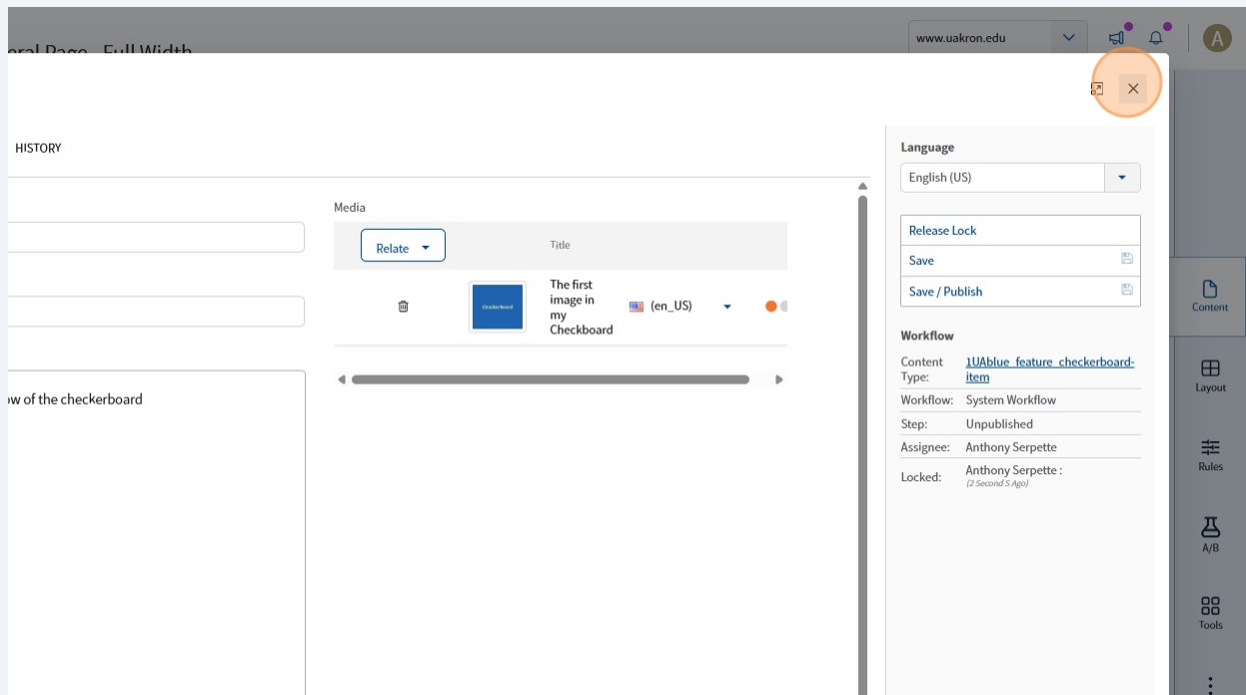 eral Page - Full Width
www.uakron.edu
A
HISTORY
Media
Relate
Title
Checkerboard
The first
image in
my
Checkboard
(en_US)
ow of the checkerboard
Language
English (US)
Release Lock
Save
Save / Publish
Workflow
Content Type: 1UAblue_feature_checkerboard-item
Workflow: System Workflow
Step: Unpublished
Assignee: Anthony Serpette
Locked: Anthony Serpette :
(2 Second S Ago)
Content
Layout
Rules
A/B
Tools